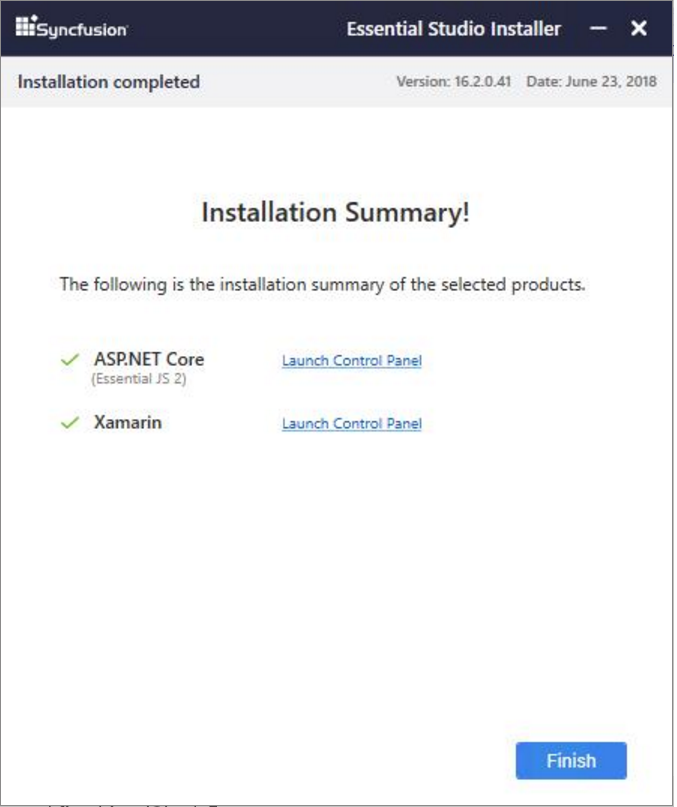 Syncfusion Essential Studio Installer
Installation completed Version: 16.2.0.41 Date: June 23, 2018
Installation Summary!
The following is the installation summary of the selected products.
ASP.NET Core Launch Control Panel
(Essential JS 2)
Xamarin Launch Control Panel
Finish